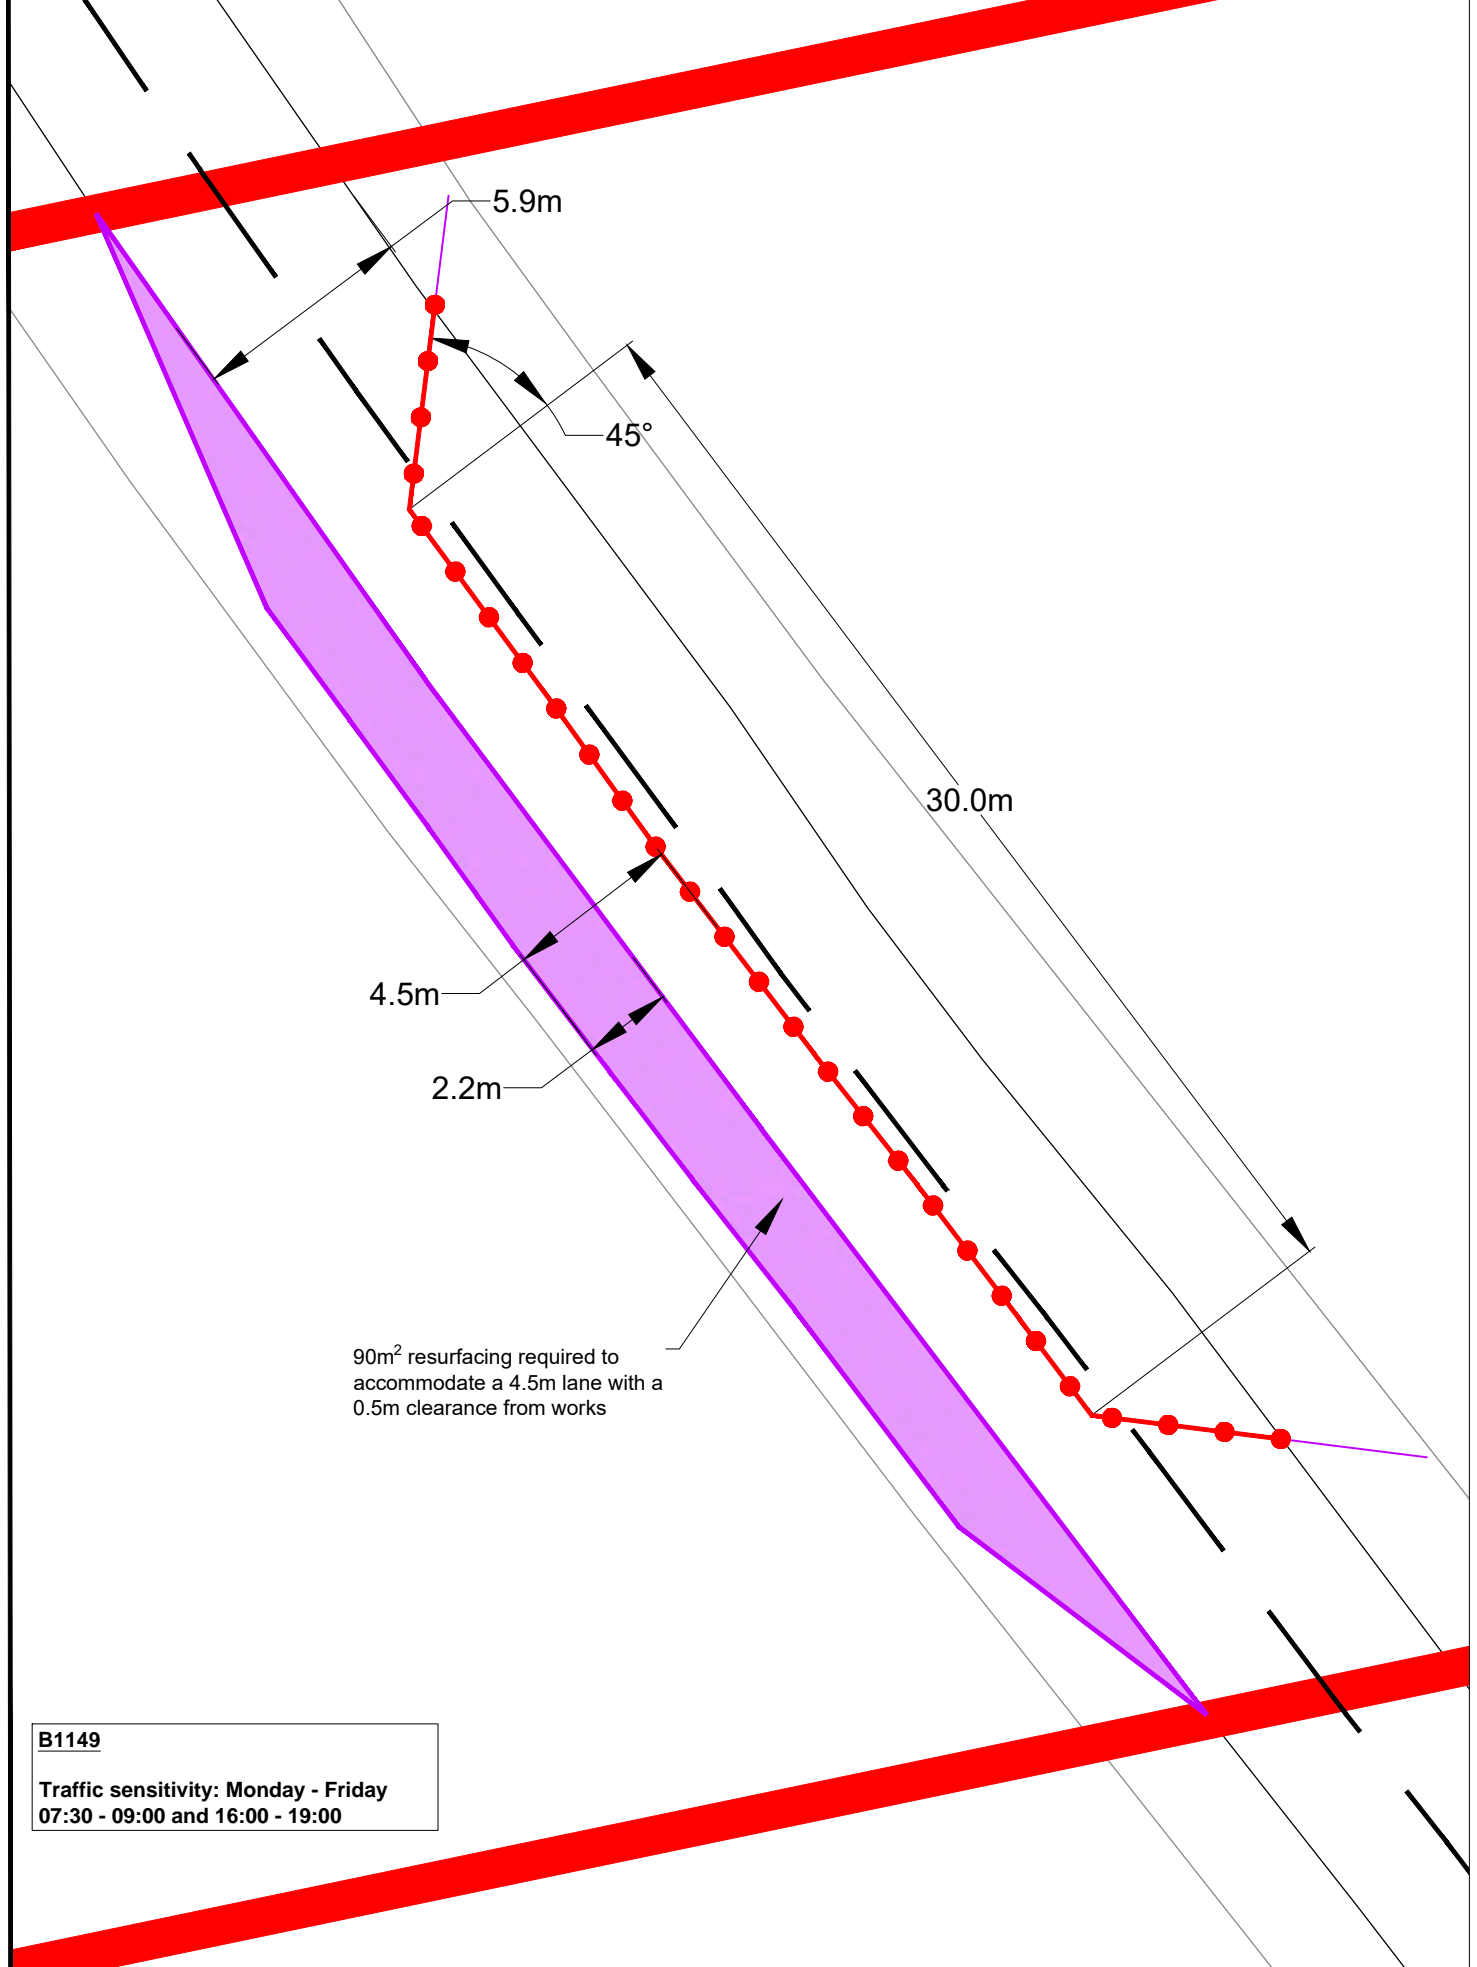 5.9m
45°
30.0m
4.5m
2.2m
90m² resurfacing required to
accommodate a 4.5m lane with a
0.5m clearance from works
B1149
Traffic sensitivity: Monday - Friday
07:30 - 09:00 and 16:00 - 19:00